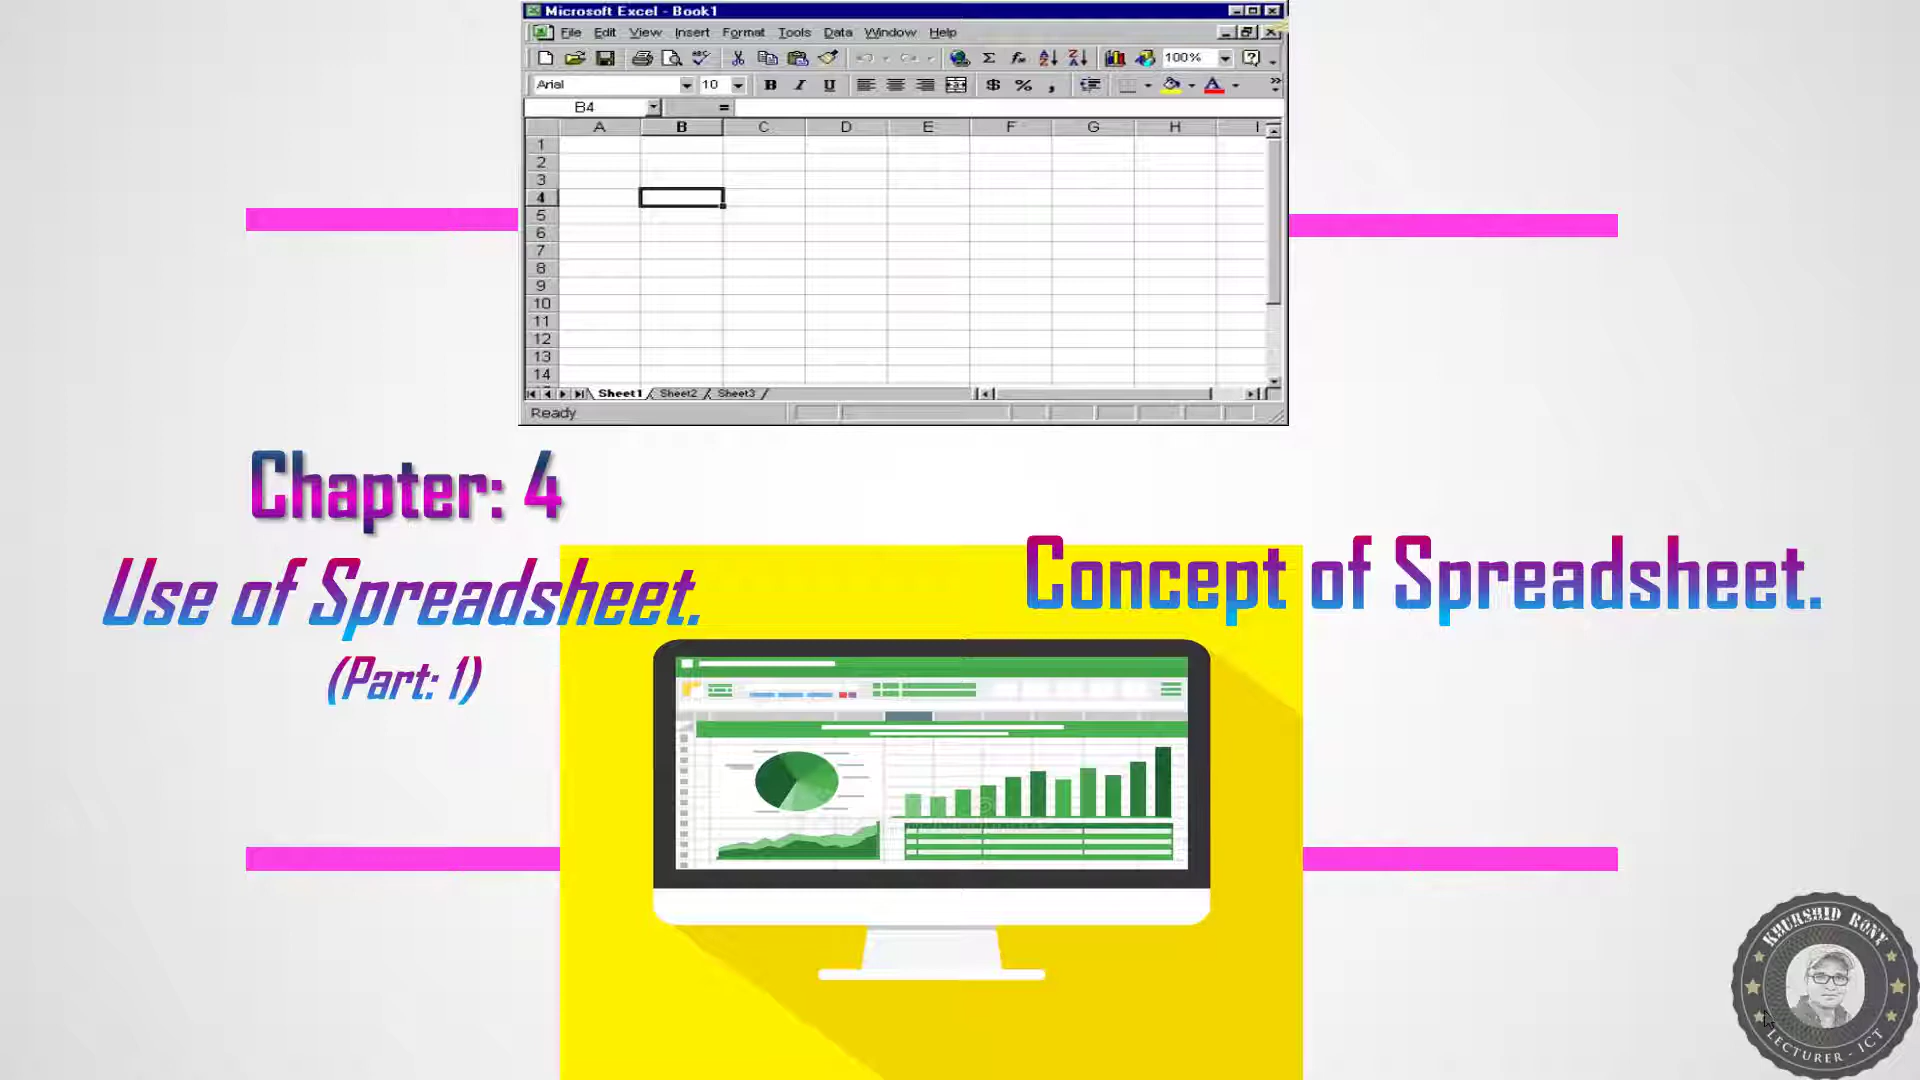 Microsoft Excel - Book1
File Edit View Insert Format Tools Data Window Help
100%
Arial 10 B I U $ % ,
B4 =
A B C D E F G H I
1
2
3
4
5
6
7
8
9
10
11
12
13
14
Sheet1 Sheet2 Sheet3
Ready
Chapter: 4
Use of Spreadsheet.
(Part: 1)
Concept of Spreadsheet.
KHURSHID RONY
LECTURER - ICT